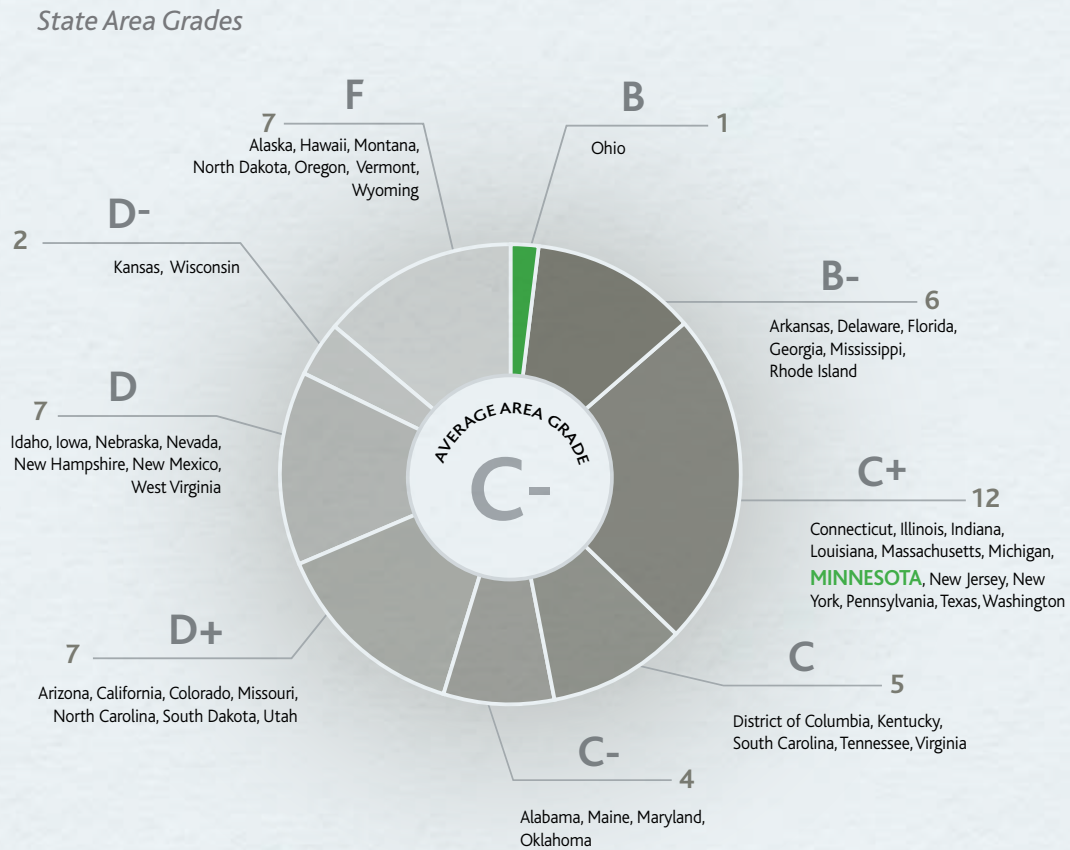 State Area Grades
F
7
Alaska, Hawaii, Montana,
North Dakota, Oregon, Vermont,
Wyoming
B
1
Ohio
D-
2
Kansas, Wisconsin
B-
6
Arkansas, Delaware, Florida,
Georgia, Mississippi,
Rhode Island
D
7
Idaho, Iowa, Nebraska, Nevada,
New Hampshire, New Mexico,
West Virginia
AVERAGE AREA GRADE
C-
C+
12
Connecticut, Illinois, Indiana,
Louisiana, Massachusetts, Michigan,
MINNESOTA, New Jersey, New
York, Pennsylvania, Texas, Washington
D+
7
Arizona, California, Colorado, Missouri,
North Carolina, South Dakota, Utah
C
5
District of Columbia, Kentucky,
South Carolina, Tennessee, Virginia
C-
4
Alabama, Maine, Maryland,
Oklahoma